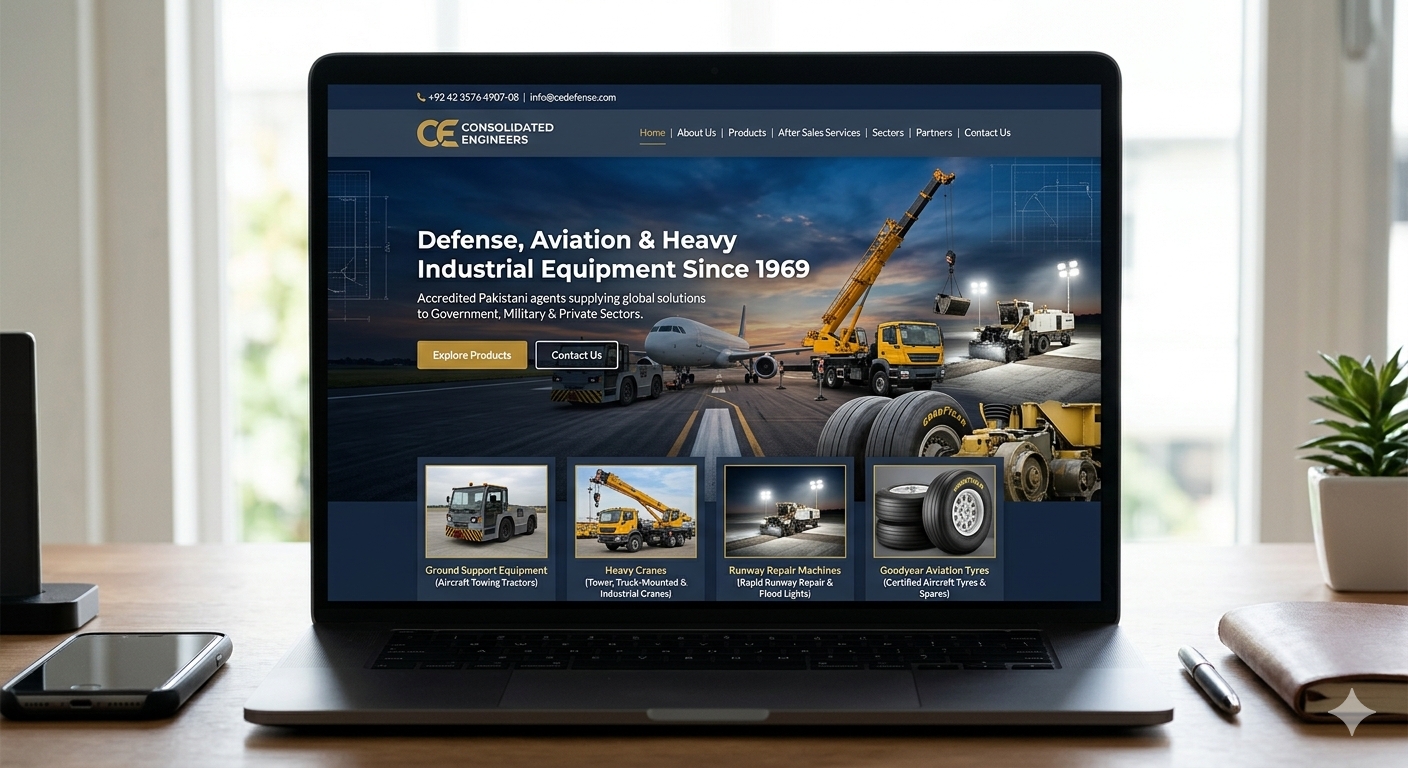 +92 42 3576 4907-08 | info@cedefense.com
CE CONSOLIDATED
ENGINEERS
Home | About Us | Products | After Sales Services | Sectors | Partners | Contact Us
Defense, Aviation & Heavy
Industrial Equipment Since 1969
Accredited Pakistani agents supplying global solutions
to Government, Military & Private Sectors.
Explore Products
Contact Us
GOODYEAR
Ground Support Equipment
(Aircraft Towing Tractors)
Heavy Cranes
(Tower, Truck-Mounted &
Industrial Cranes)
Runway Repair Machines
(Rapid Runway Repair &
Flood Lights)
Goodyear Aviation Tyres
(Certified Aircreft Tyres &
Spares)